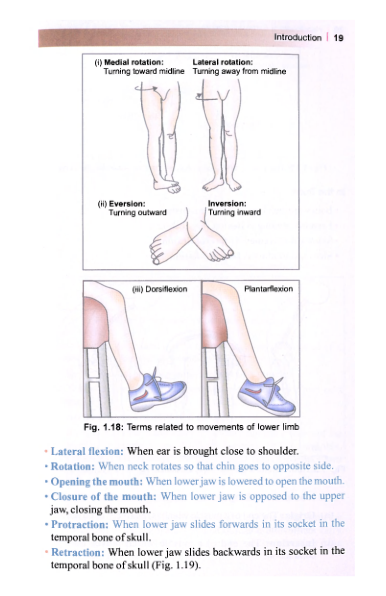 Introduction | 19
(i) Medial rotation: Lateral rotation:
Turning toward midline Turning away from midline
(ii) Eversion: Inversion:
Turning outward Turning inward
(iii) Dorsiflexion Plantarflexion
Fig. 1.18: Terms related to movements of lower limb
• Lateral flexion: When ear is brought close to shoulder.
• Rotation: When neck rotates so that chin goes to opposite side.
• Opening the mouth: When lower jaw is lowered to open the mouth.
• Closure of the mouth: When lower jaw is opposed to the upper
jaw, closing the mouth.
• Protraction: When lower jaw slides forwards in its socket in the
temporal bone of skull.
• Retraction: When lower jaw slides backwards in its socket in the
temporal bone of skull (Fig. 1.19).